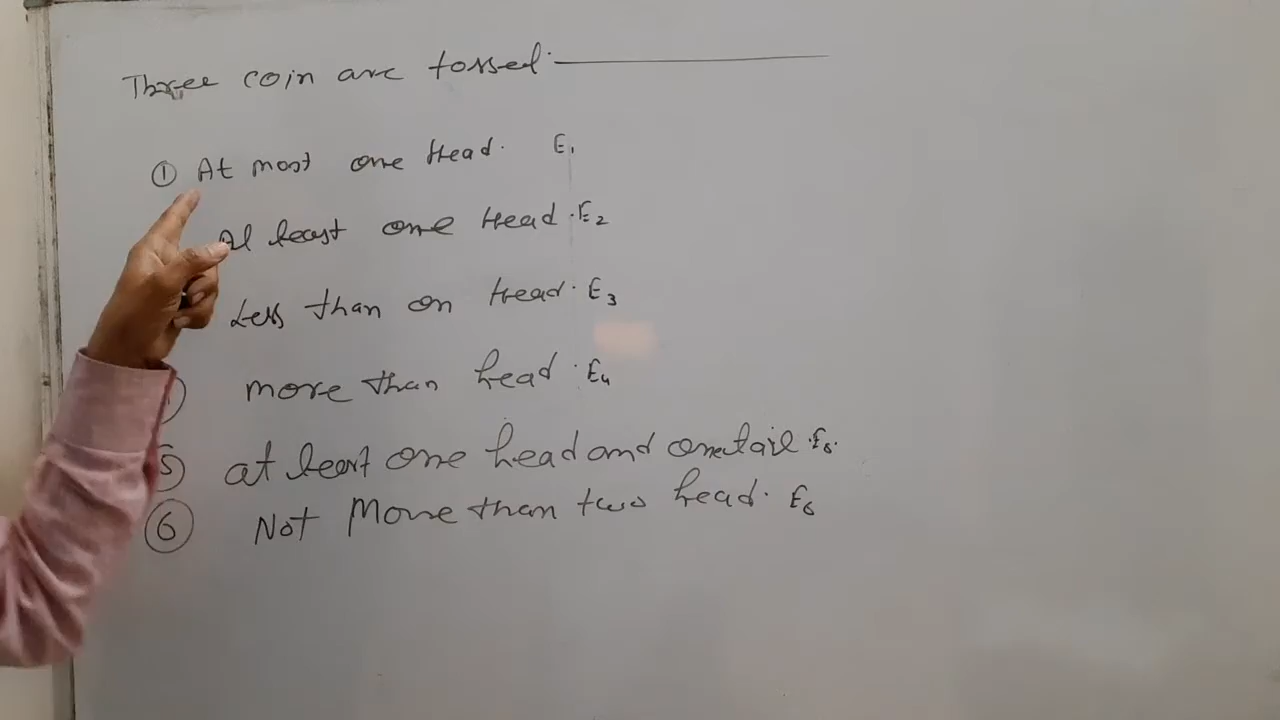 Three coin are tossed.
① At most one Head. E₁
At least one Head. E₂
Less than on Head. E₃
more than head. E₄
5 at least one head and one tail. E₅.
⑥ Not More than two head. E₆